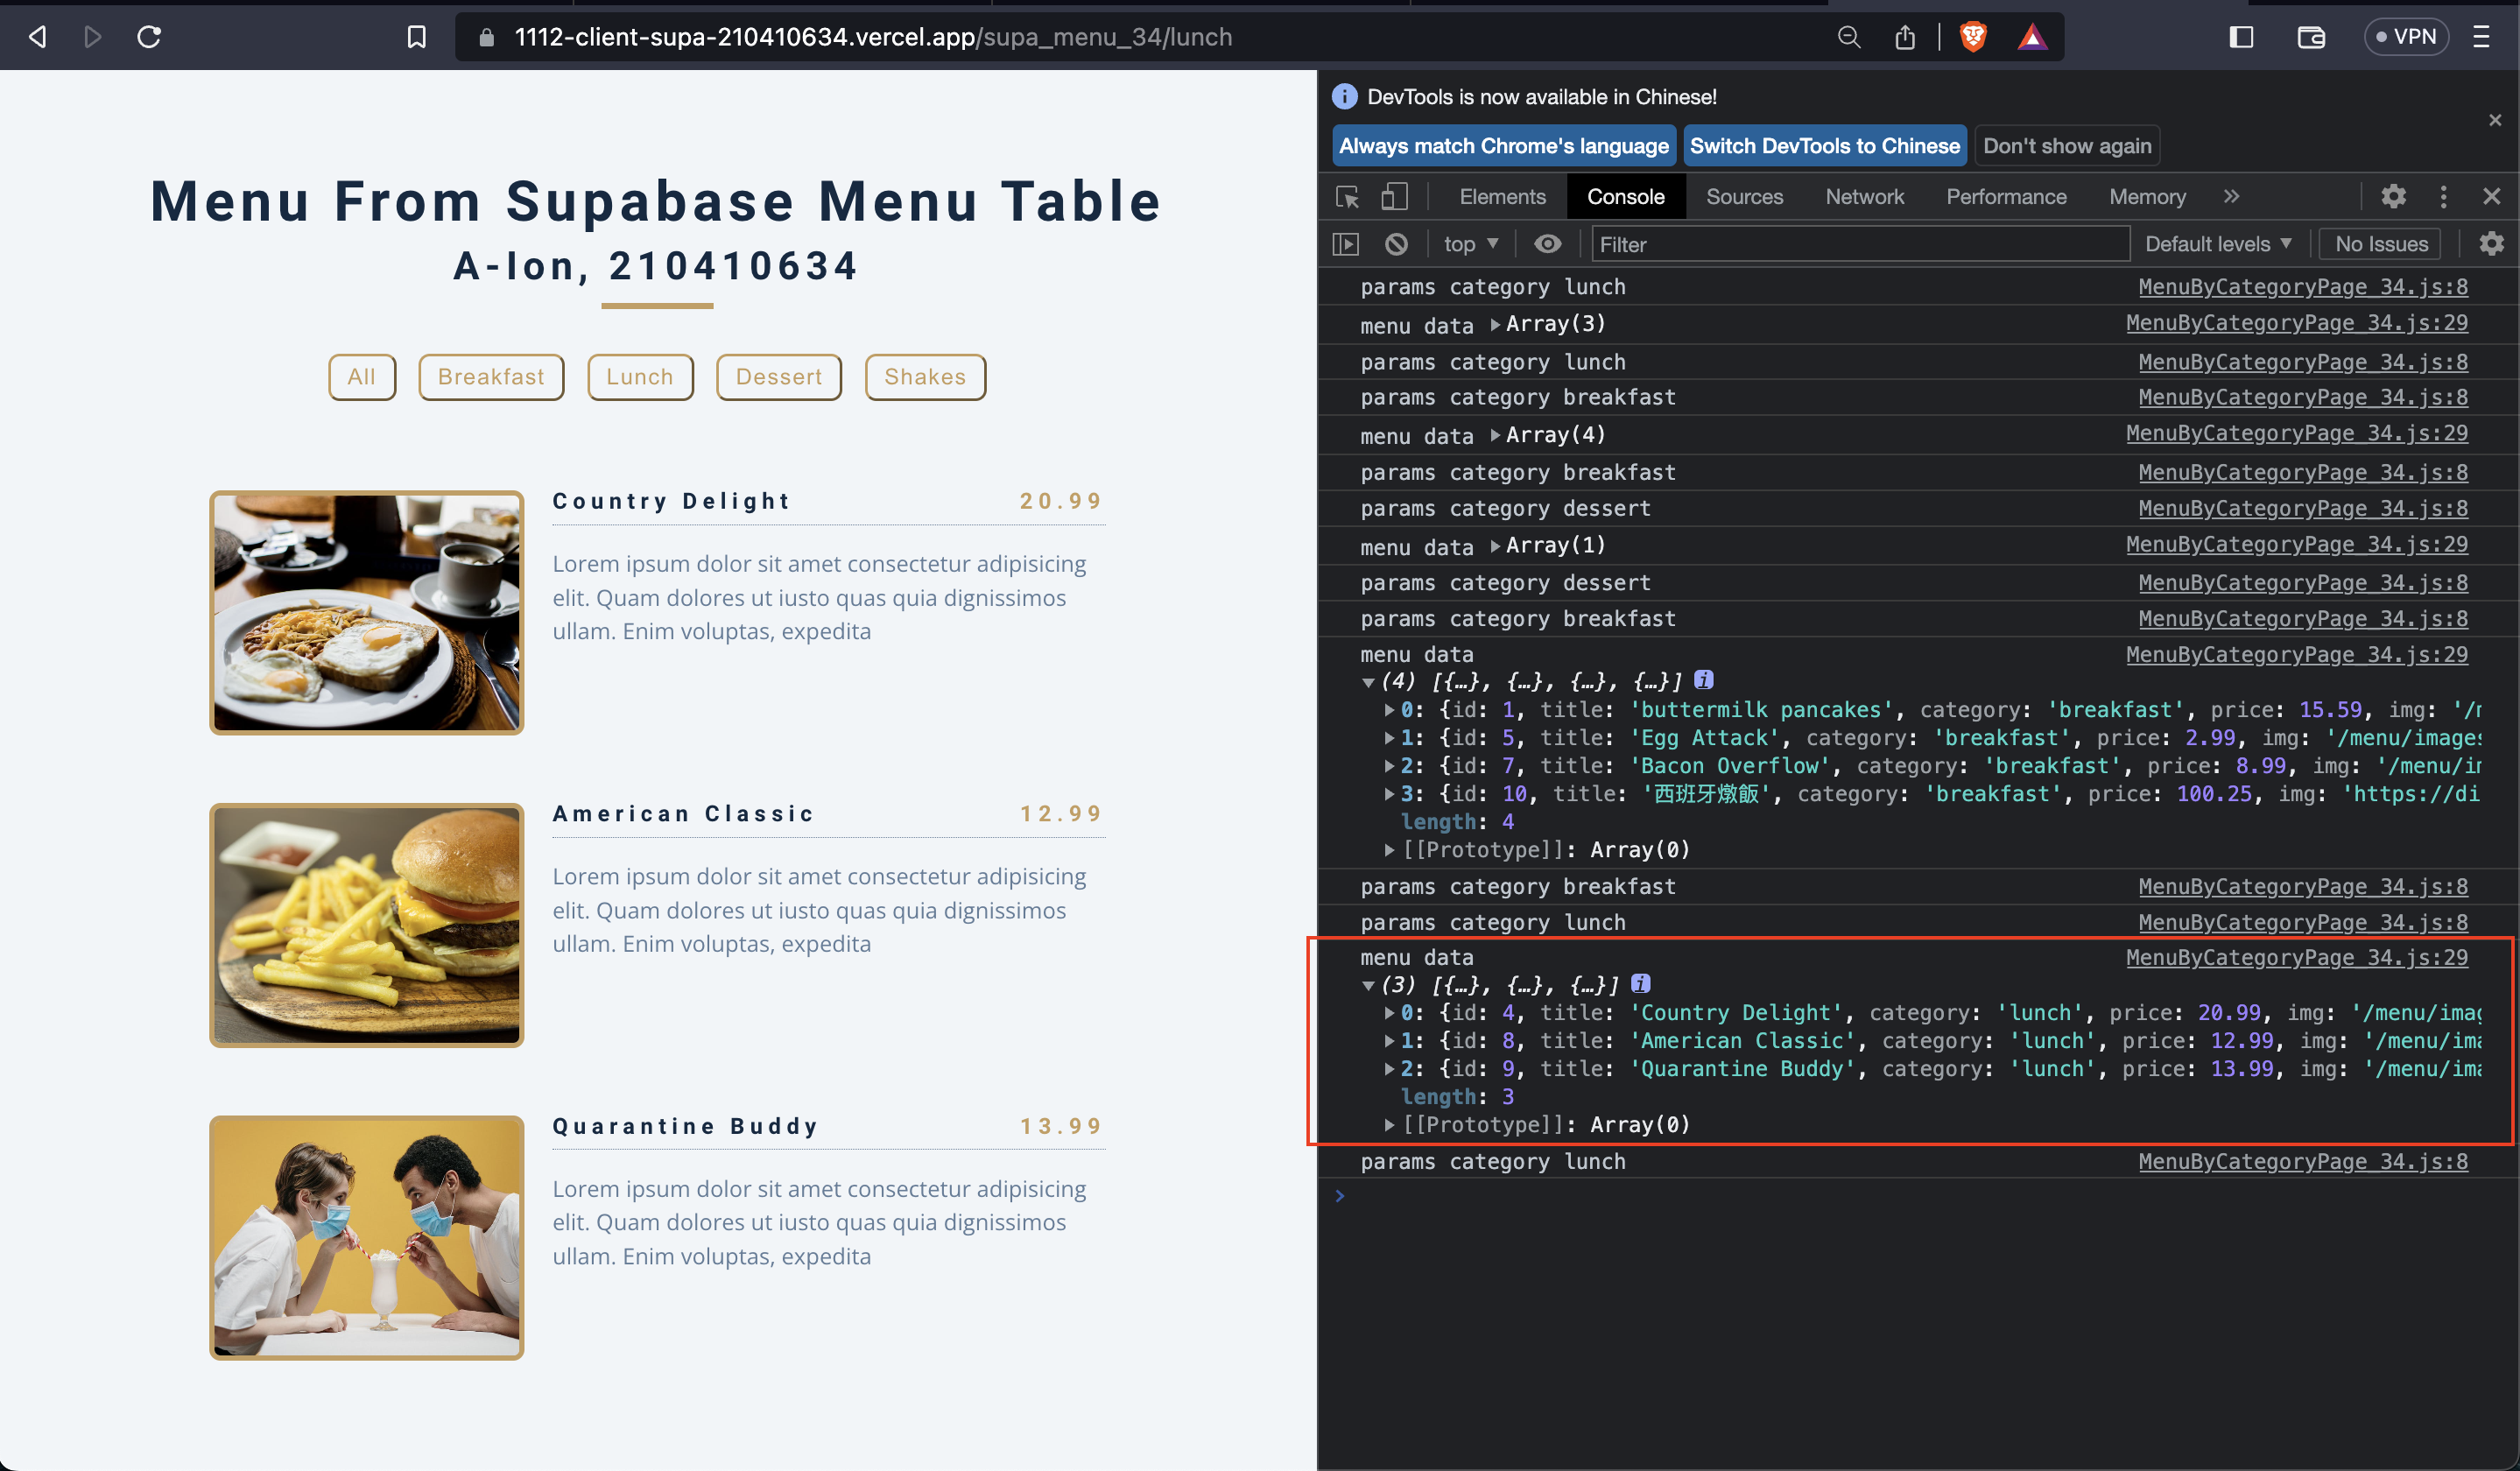 1112-client-supa-210410634.vercel.app/supa_menu_34/lunch
VPN
Menu From Supabase Menu Table
A-Ion, 210410634
All Breakfast Lunch Dessert Shakes
Country Delight 20.99
Lorem ipsum dolor sit amet consectetur adipisicing
elit. Quam dolores ut iusto quas quia dignissimos
ullam. Enim voluptas, expedita
American Classic 12.99
Lorem ipsum dolor sit amet consectetur adipisicing
elit. Quam dolores ut iusto quas quia dignissimos
ullam. Enim voluptas, expedita
Quarantine Buddy 13.99
Lorem ipsum dolor sit amet consectetur adipisicing
elit. Quam dolores ut iusto quas quia dignissimos
ullam. Enim voluptas, expedita
DevTools is now available in Chinese!
Always match Chrome's language Switch DevTools to Chinese Don't show again
Elements Console Sources Network Performance Memory
top Filter Default levels No Issues
params category lunch MenuByCategoryPage_34.js:8
menu data Array(3) MenuByCategoryPage_34.js:29
params category lunch MenuByCategoryPage_34.js:8
params category breakfast MenuByCategoryPage_34.js:8
menu data Array(4) MenuByCategoryPage_34.js:29
params category breakfast MenuByCategoryPage_34.js:8
params category dessert MenuByCategoryPage_34.js:8
menu data Array(1) MenuByCategoryPage_34.js:29
params category dessert MenuByCategoryPage_34.js:8
params category breakfast MenuByCategoryPage_34.js:8
menu data MenuByCategoryPage_34.js:29
(4) [{…}, {…}, {…}, {…}]
0: {id: 1, title: 'buttermilk pancakes', category: 'breakfast', price: 15.59, img: '/m
1: {id: 5, title: 'Egg Attack', category: 'breakfast', price: 2.99, img: '/menu/images
2: {id: 7, title: 'Bacon Overflow', category: 'breakfast', price: 8.99, img: '/menu/im
3: {id: 10, title: '西班牙燉飯', category: 'breakfast', price: 100.25, img: 'https://di
length: 4
[[Prototype]]: Array(0)
params category breakfast MenuByCategoryPage_34.js:8
params category lunch MenuByCategoryPage_34.js:8
menu data MenuByCategoryPage_34.js:29
(3) [{…}, {…}, {…}]
0: {id: 4, title: 'Country Delight', category: 'lunch', price: 20.99, img: '/menu/imag
1: {id: 8, title: 'American Classic', category: 'lunch', price: 12.99, img: '/menu/ima
2: {id: 9, title: 'Quarantine Buddy', category: 'lunch', price: 13.99, img: '/menu/ima
length: 3
[[Prototype]]: Array(0)
params category lunch MenuByCategoryPage_34.js:8